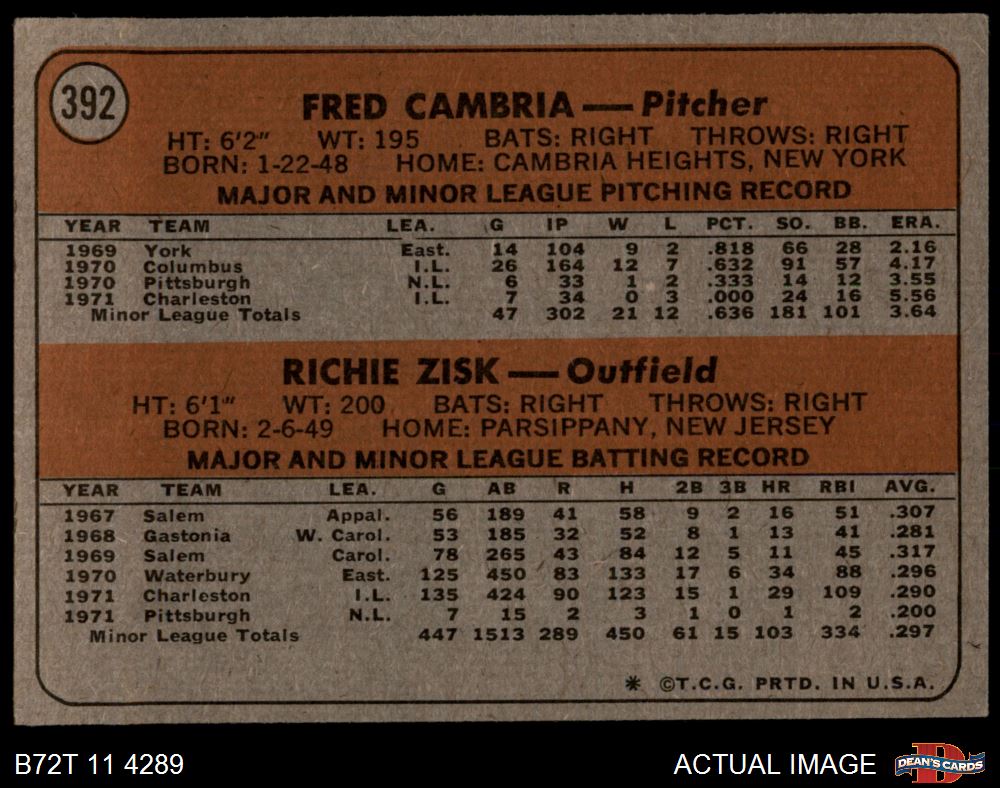 392
FRED CAMBRIA — Pitcher
HT: 6'2" WT: 195 BATS: RIGHT THROWS: RIGHT
BORN: 1-22-48 HOME: CAMBRIA HEIGHTS, NEW YORK
MAJOR AND MINOR LEAGUE PITCHING RECORD
YEAR TEAM LEA. G IP W L PCT. SO. BB. ERA.
1969 York East. 14 104 9 2 .818 66 28 2.16
1970 Columbus I.L. 26 164 12 7 .632 91 57 4.17
1970 Pittsburgh N.L. 6 33 1 2 .333 14 12 3.55
1971 Charleston I.L. 7 34 0 3 .000 24 16 5.56
Minor League Totals 47 302 21 12 .636 181 101 3.64
RICHIE ZISK — Outfield
HT: 6'1" WT: 200 BATS: RIGHT THROWS: RIGHT
BORN: 2-6-49 HOME: PARSIPPANY, NEW JERSEY
MAJOR AND MINOR LEAGUE BATTING RECORD
YEAR TEAM LEA. G AB R H 2B 3B HR RBI AVG.
1967 Salem Appal. 56 189 41 58 9 2 16 51 .307
1968 Gastonia W. Carol. 53 185 32 52 8 1 13 41 .281
1969 Salem Carol. 78 265 43 84 12 5 11 45 .317
1970 Waterbury East. 125 450 83 133 17 6 34 88 .296
1971 Charleston I.L. 135 424 90 123 15 1 29 109 .290
1971 Pittsburgh N.L. 7 15 2 3 1 0 1 2 .200
Minor League Totals 447 1513 289 450 61 15 103 334 .297
* ©T.C.G. PRTD. IN U.S.A.
B72T 11 4289 ACTUAL IMAGE
DEAN'S CARDS